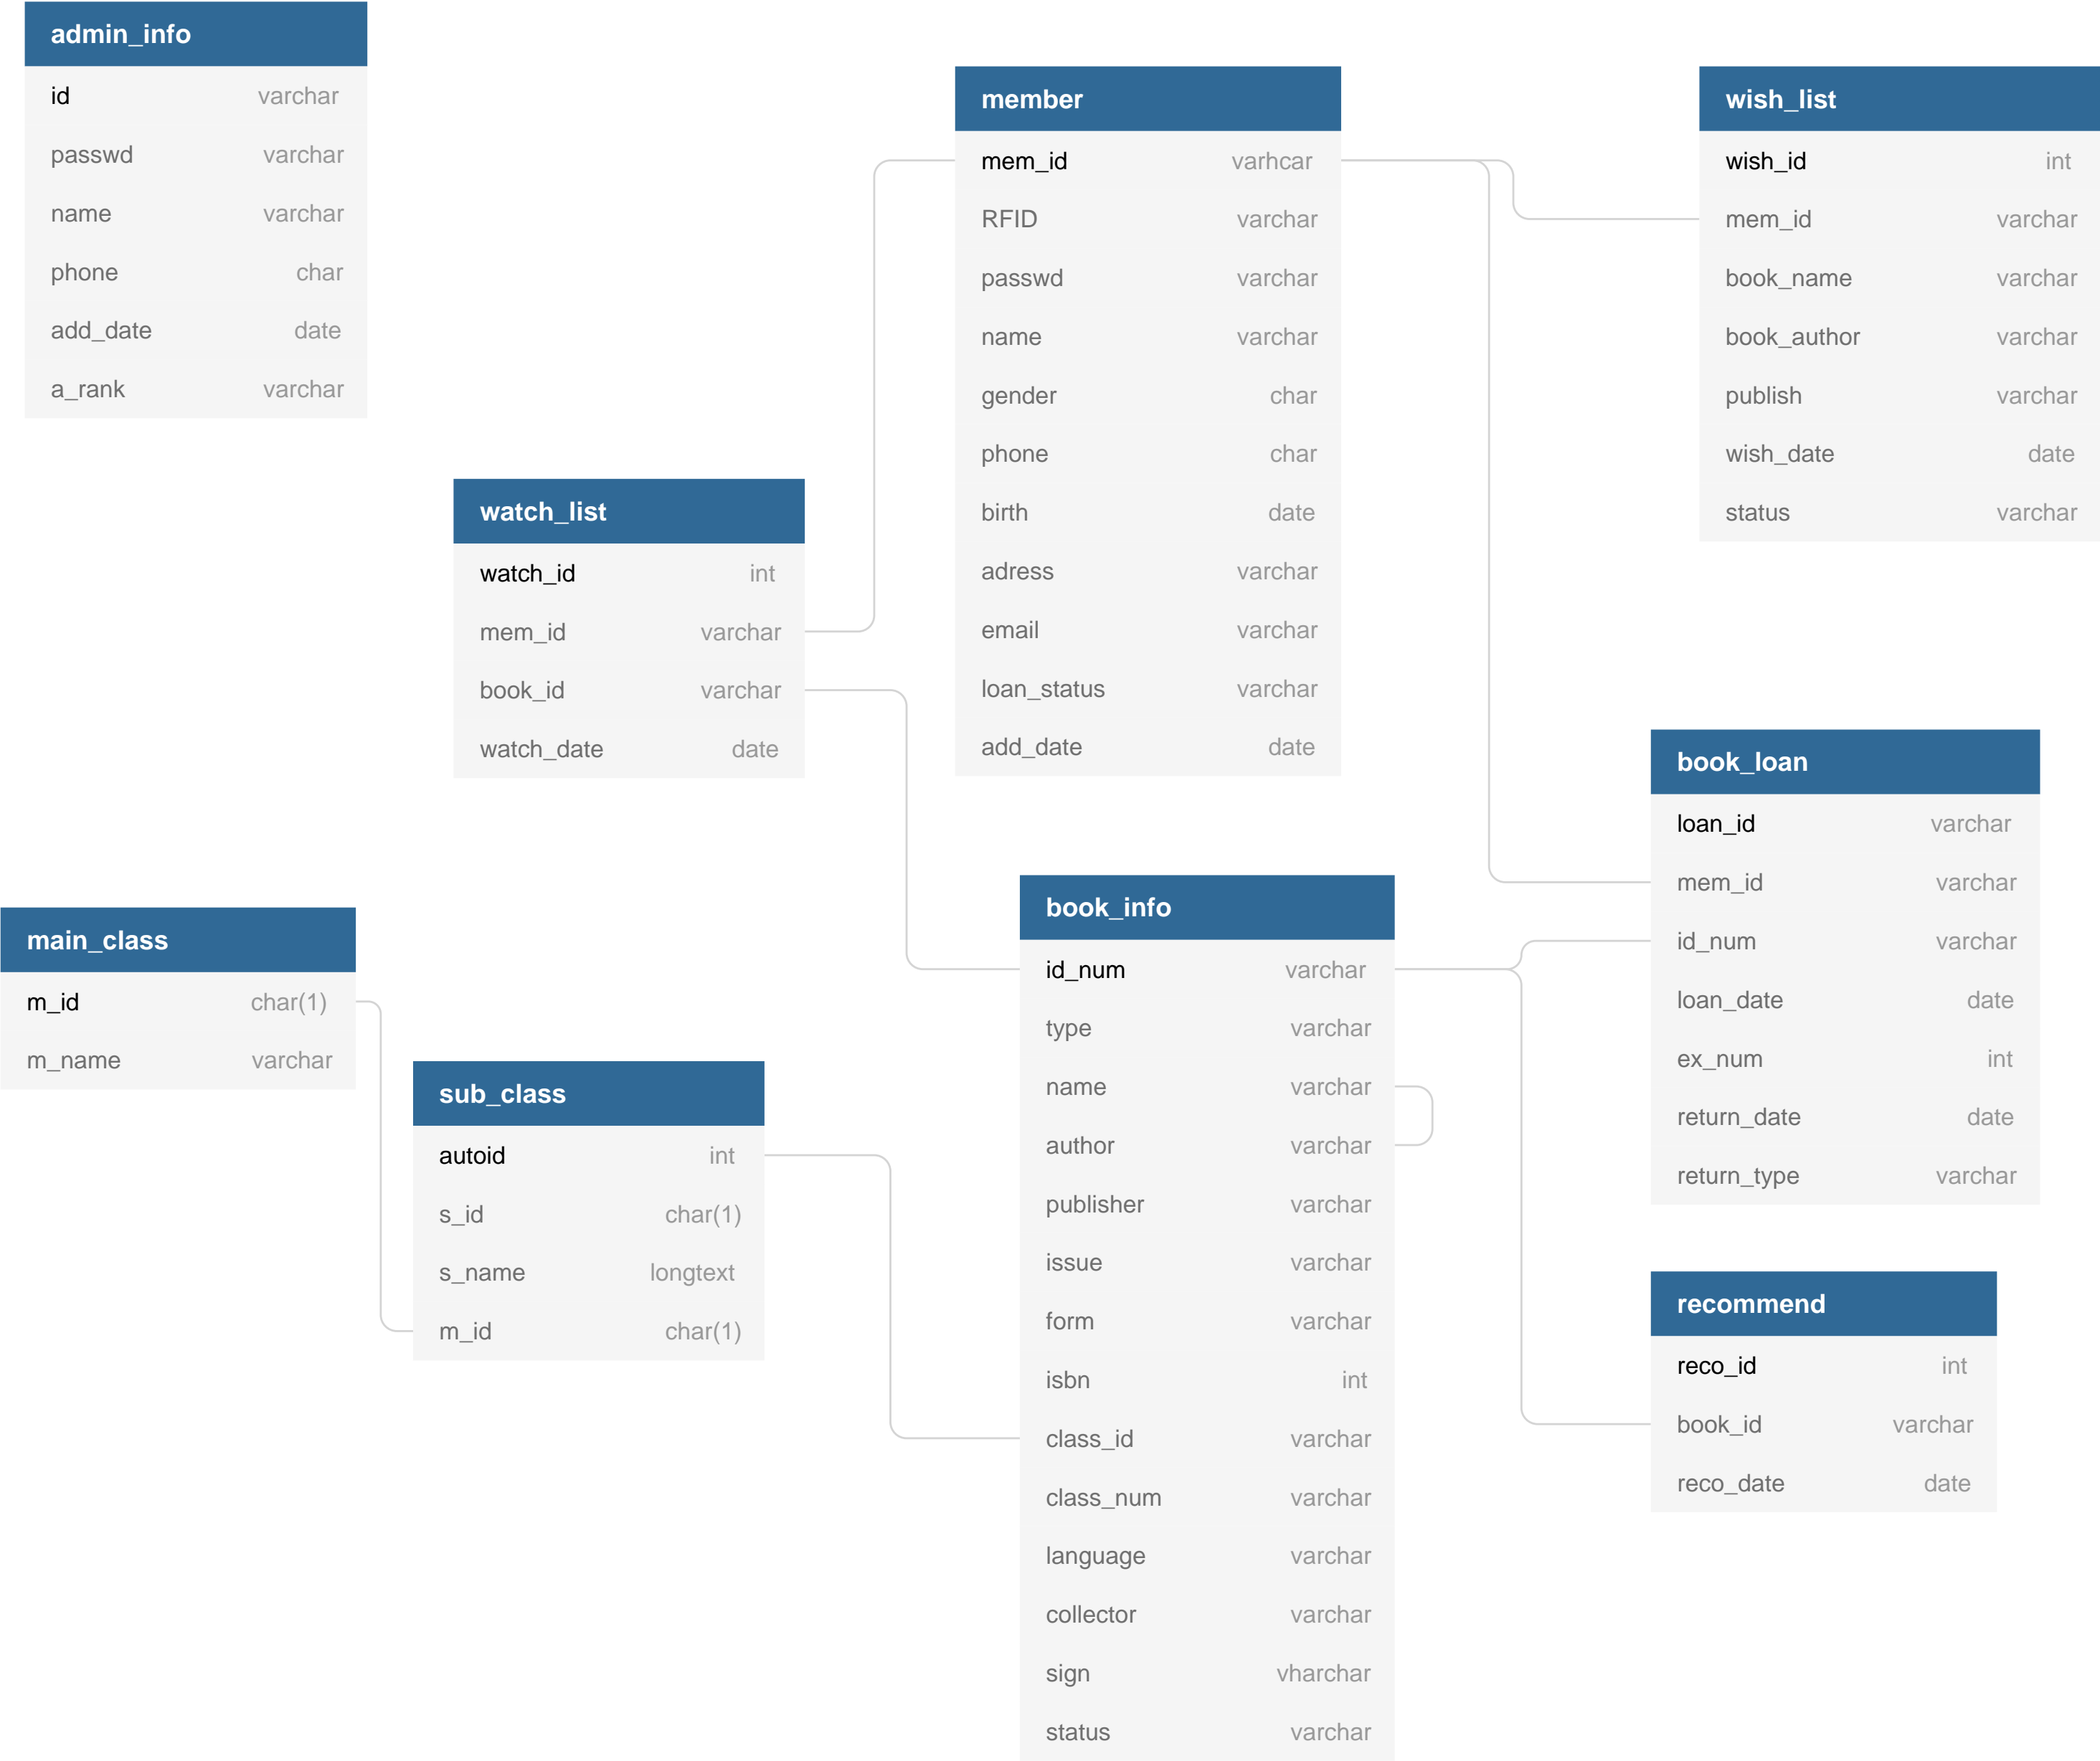 admin_info
id varchar
passwd varchar
name varchar
phone char
add_date date
a_rank varchar
member
mem_id varhcar
RFID varchar
passwd varchar
name varchar
gender char
phone char
birth date
adress varchar
email varchar
loan_status varchar
add_date date
wish_list
wish_id int
mem_id varchar
book_name varchar
book_author varchar
publish varchar
wish_date date
status varchar
watch_list
watch_id int
mem_id varchar
book_id varchar
watch_date date
book_loan
loan_id varchar
mem_id varchar
id_num varchar
loan_date date
ex_num int
return_date date
return_type varchar
main_class
m_id char(1)
m_name varchar
sub_class
autoid int
s_id char(1)
s_name longtext
m_id char(1)
book_info
id_num varchar
type varchar
name varchar
author varchar
publisher varchar
issue varchar
form varchar
isbn int
class_id varchar
class_num varchar
language varchar
collector varchar
sign vharchar
status varchar
recommend
reco_id int
book_id varchar
reco_date date